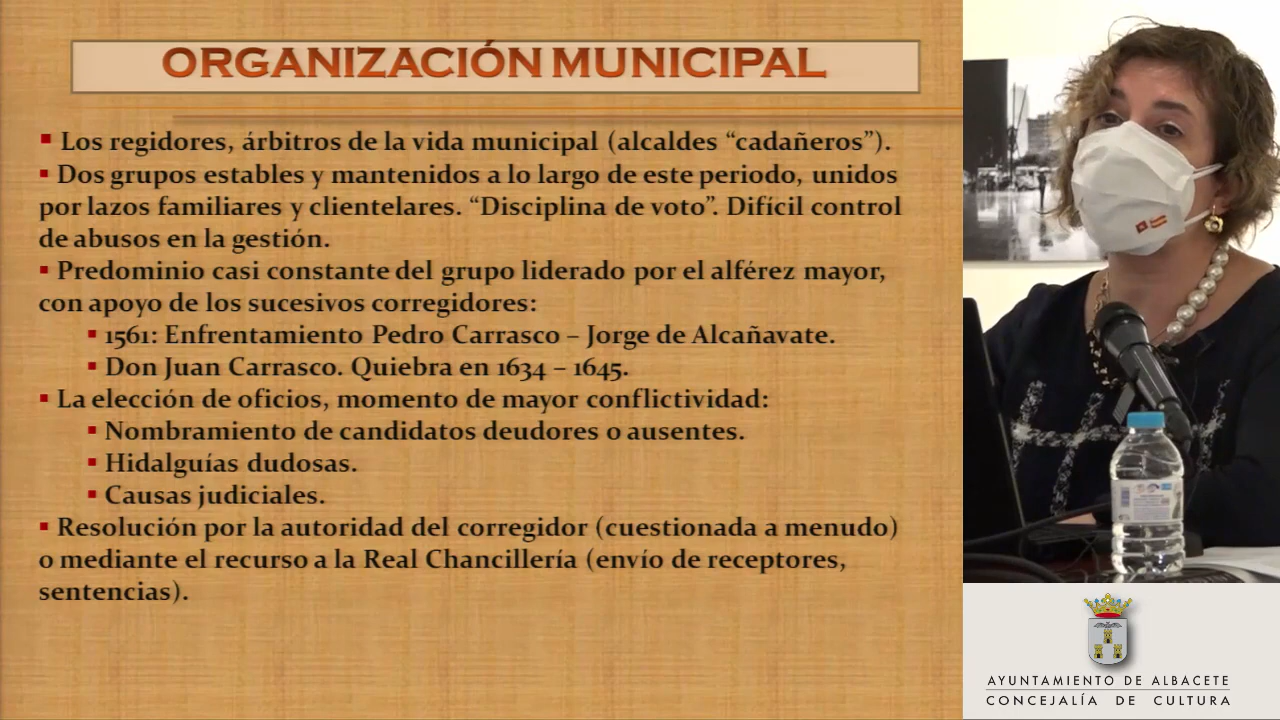 ORGANIZACIÓN MUNICIPAL
▪ Los regidores, árbitros de la vida municipal (alcaldes “cadañeros”).
▪ Dos grupos estables y mantenidos a lo largo de este periodo, unidos
por lazos familiares y clientelares. “Disciplina de voto”. Difícil control
de abusos en la gestión.
▪ Predominio casi constante del grupo liderado por el alférez mayor,
con apoyo de los sucesivos corregidores:
▪ 1561: Enfrentamiento Pedro Carrasco – Jorge de Alcañavate.
▪ Don Juan Carrasco. Quiebra en 1634 – 1645.
▪ La elección de oficios, momento de mayor conflictividad:
▪ Nombramiento de candidatos deudores o ausentes.
▪ Hidalguías dudosas.
▪ Causas judiciales.
▪ Resolución por la autoridad del corregidor (cuestionada a menudo)
o mediante el recurso a la Real Chancillería (envío de receptores,
sentencias).
AYUNTAMIENTO DE ALBACETE
CONCEJALÍA DE CULTURA